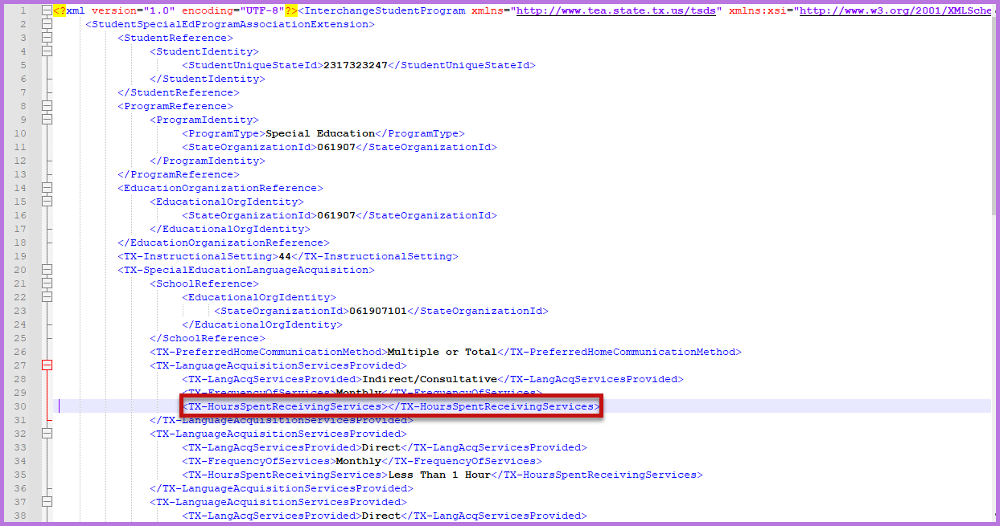 1 <?xml version="1.0" encoding="UTF-8"?><InterchangeStudentProgram xmlns="http://www.tea.state.tx.us/tsds" xmlns:xsi="http://www.w3.org/2001/XMLSche
2 <StudentSpecialEdProgramAssociationExtension>
3 <StudentReference>
4 <StudentIdentity>
5 <StudentUniqueStateId>2317323247</StudentUniqueStateId>
6 </StudentIdentity>
7 </StudentReference>
8 <ProgramReference>
9 <ProgramIdentity>
10 <ProgramType>Special Education</ProgramType>
11 <StateOrganizationId>061907</StateOrganizationId>
12 </ProgramIdentity>
13 </ProgramReference>
14 <EducationOrganizationReference>
15 <EducationalOrgIdentity>
16 <StateOrganizationId>061907</StateOrganizationId>
17 </EducationalOrgIdentity>
18 </EducationOrganizationReference>
19 <TX-InstructionalSetting>44</TX-InstructionalSetting>
20 <TX-SpecialEducationLanguageAcquisition>
21 <SchoolReference>
22 <EducationalOrgIdentity>
23 <StateOrganizationId>061907101</StateOrganizationId>
24 </EducationalOrgIdentity>
25 </SchoolReference>
26 <TX-PreferredHomeCommunicationMethod>Multiple or Total</TX-PreferredHomeCommunicationMethod>
27 <TX-LanguageAcquisitionServicesProvided>
28 <TX-LangAcqServicesProvided>Indirect/Consultative</TX-LangAcqServicesProvided>
29 <TX-FrequencyOfServices>Monthly</TX-FrequencyOfServices>
30 <TX-HoursSpentReceivingServices></TX-HoursSpentReceivingServices>
31 </TX-LanguageAcquisitionServicesProvided>
32 <TX-LanguageAcquisitionServicesProvided>
33 <TX-LangAcqServicesProvided>Direct</TX-LangAcqServicesProvided>
34 <TX-FrequencyOfServices>Monthly</TX-FrequencyOfServices>
35 <TX-HoursSpentReceivingServices>Less Than 1 Hour</TX-HoursSpentReceivingServices>
36 </TX-LanguageAcquisitionServicesProvided>
37 <TX-LanguageAcquisitionServicesProvided>
38 <TX-LangAcqServicesProvided>Direct</TX-LangAcqServicesProvided>